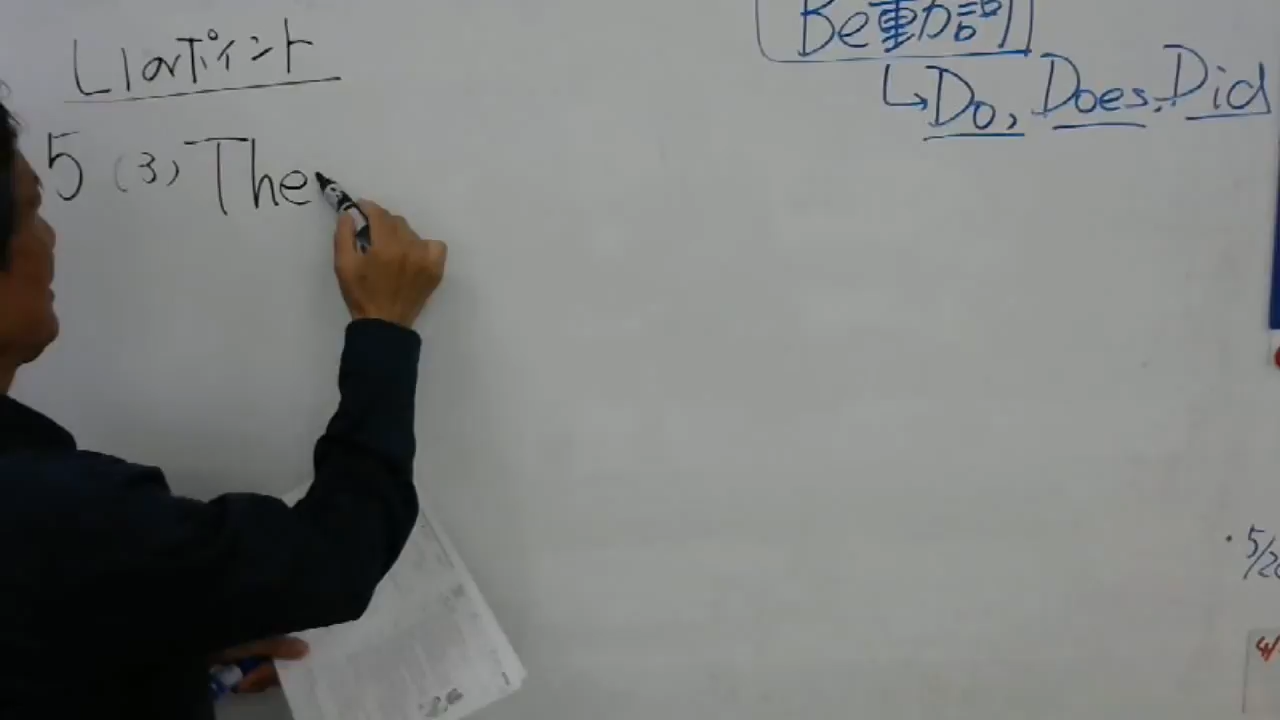 L1のポイント
5 (3) The
Be動詞
↳Do, Does, Did
・5/2
4/